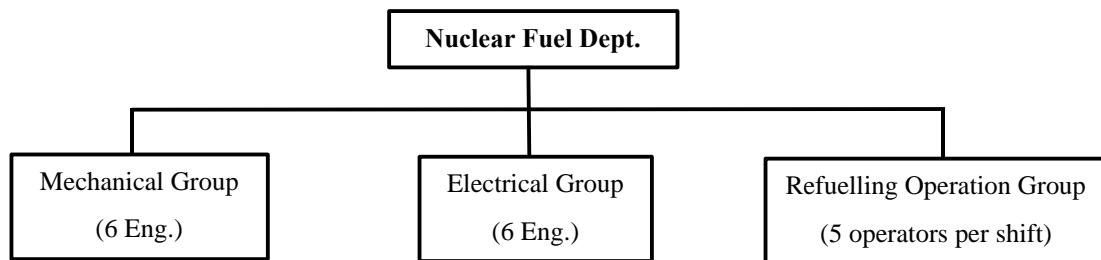 Nuclear Fuel Dept.
Mechanical Group
(6 Eng.)
Electrical Group
(6 Eng.)
Refuelling Operation Group
(5 operators per shift)